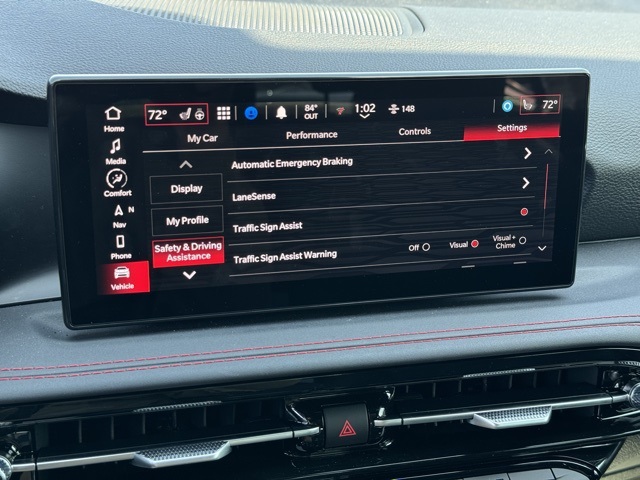 72° 84° OUT 1:02 148 72°
Home
Media
Comfort
N
Nav
Phone
Vehicle
My Car Performance Controls Settings
Display
My Profile
Safety & Driving
Assistance
Automatic Emergency Braking
LaneSense
Traffic Sign Assist
Traffic Sign Assist Warning
Off Visual Visual +
Chime